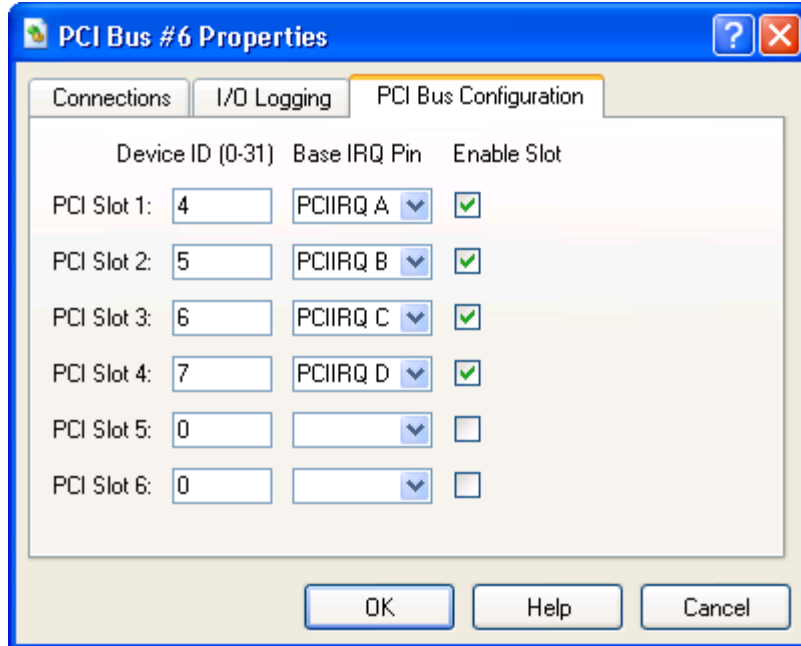 PCI Bus #6 Properties
?
Connections I/O Logging PCI Bus Configuration
Device ID (0-31) Base IRQ Pin Enable Slot
PCI Slot 1: 4 PCIIRQ A
PCI Slot 2: 5 PCIIRQ B
PCI Slot 3: 6 PCIIRQ C
PCI Slot 4: 7 PCIIRQ D
PCI Slot 5: 0
PCI Slot 6: 0
OK Help Cancel